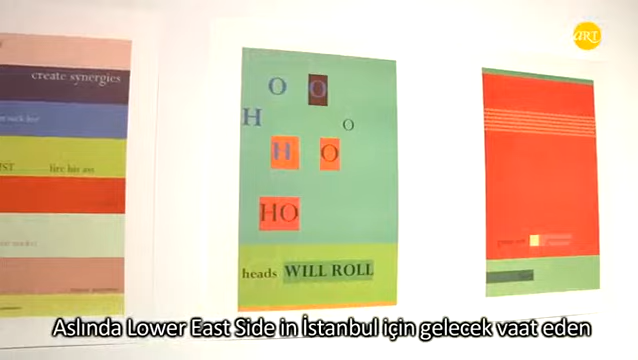 ART
create synergies
fire his ass
O O
H O
H O
HO
heads WILL ROLL
Aslında Lower East Side in İstanbul için gelecek vaat eden